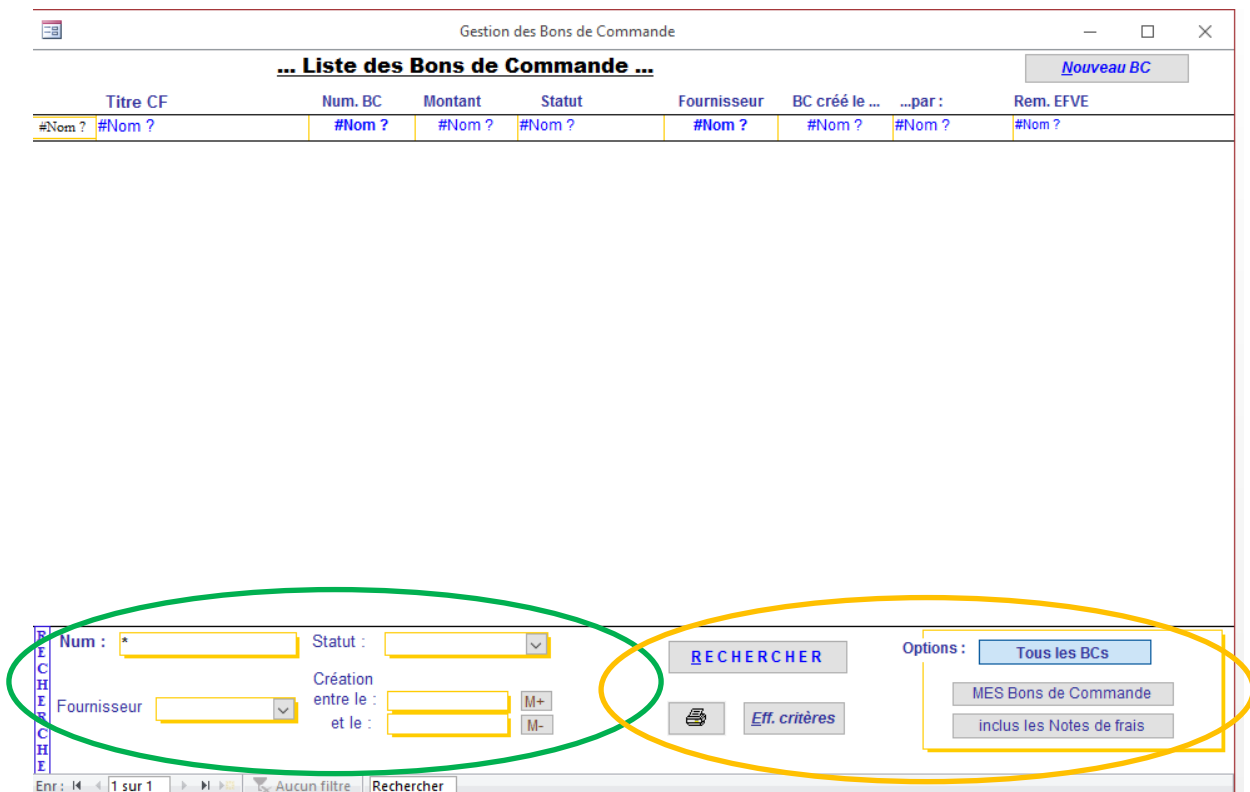 Gestion des Bons de Commande
... Liste des Bons de Commande ...
Nouveau BC
Titre CF Num. BC Montant Statut Fournisseur BC créé le ... ...par : Rem. EFVE
#Nom ? #Nom ? #Nom ? #Nom ? #Nom ? #Nom ? #Nom ? #Nom ? #Nom ?
RECHERCHE
Num : * Statut :
Fournisseur
Création
entre le : M+
et le : M-
RECHERCHER
Eff. critères
Options : Tous les BCs
MES Bons de Commande
inclus les Notes de frais
Enr : 1 sur 1 Aucun filtre Rechercher